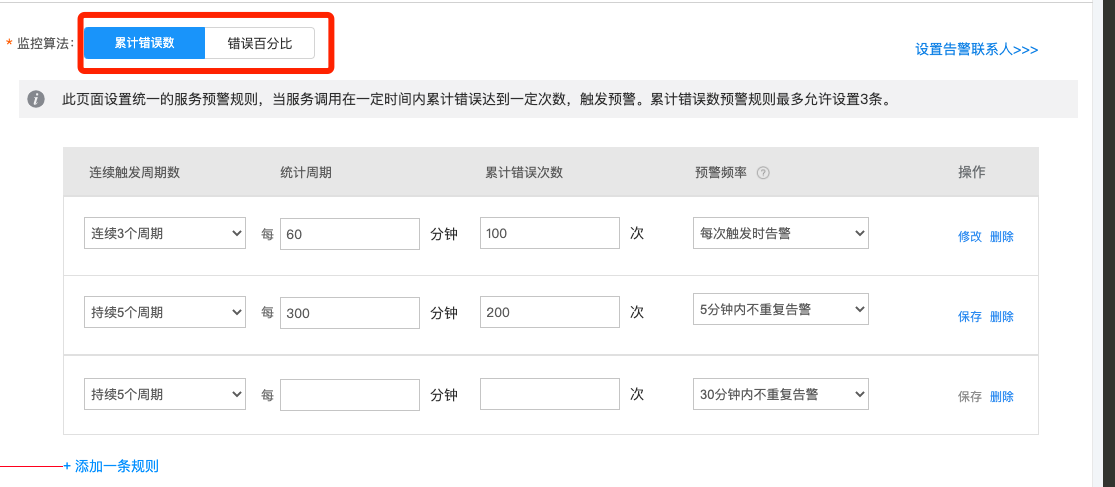 * 监控算法: 累计错误数 错误百分比
设置告警联系人>>>
此页面设置统一的服务预警规则，当服务调用在一定时间内累计错误达到一定次数，触发预警。累计错误数预警规则最多允许设置3条。
连续触发周期数 统计周期 累计错误次数 预警频率 操作
连续3个周期 每 60 分钟 100 次 每次触发时告警 修改 删除
持续5个周期 每 300 分钟 200 次 5分钟内不重复告警 保存 删除
持续5个周期 每 分钟 次 30分钟内不重复告警 保存 删除
+ 添加一条规则